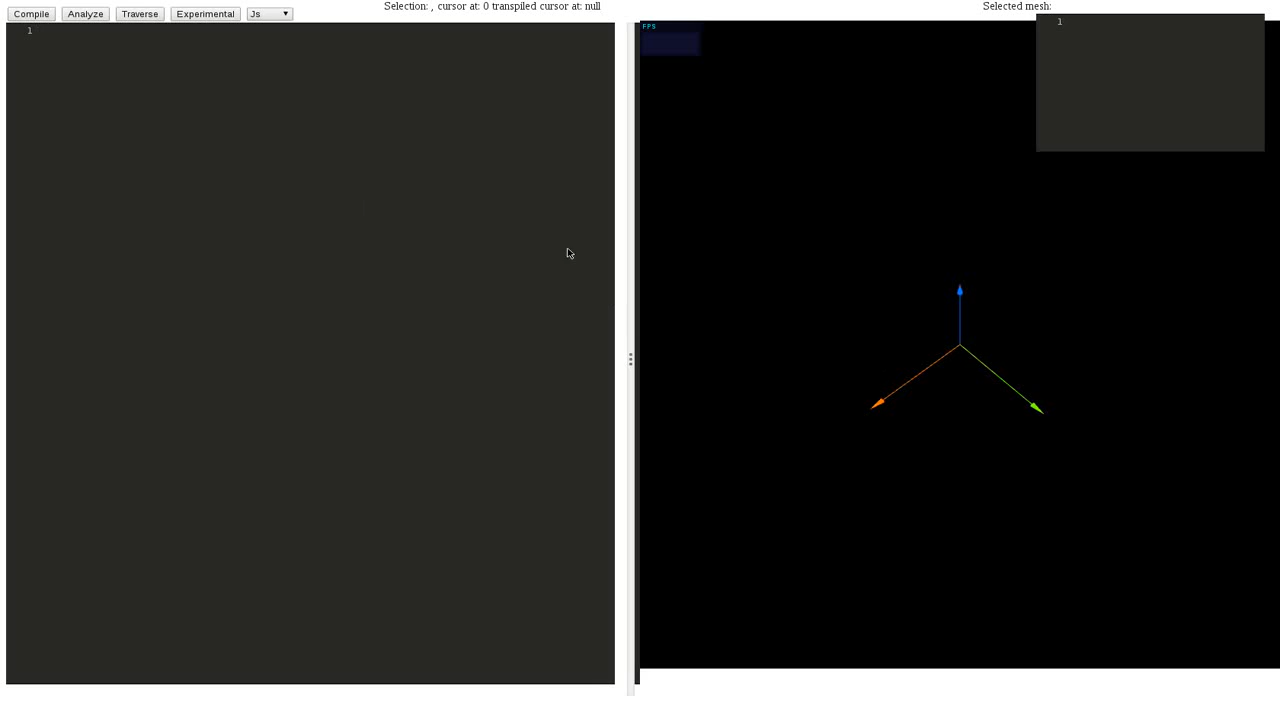 Compile Analyze Traverse Experimental Js
Selection: , cursor at: 0 transpiled cursor at: null
Selected mesh:
1
FPS
1